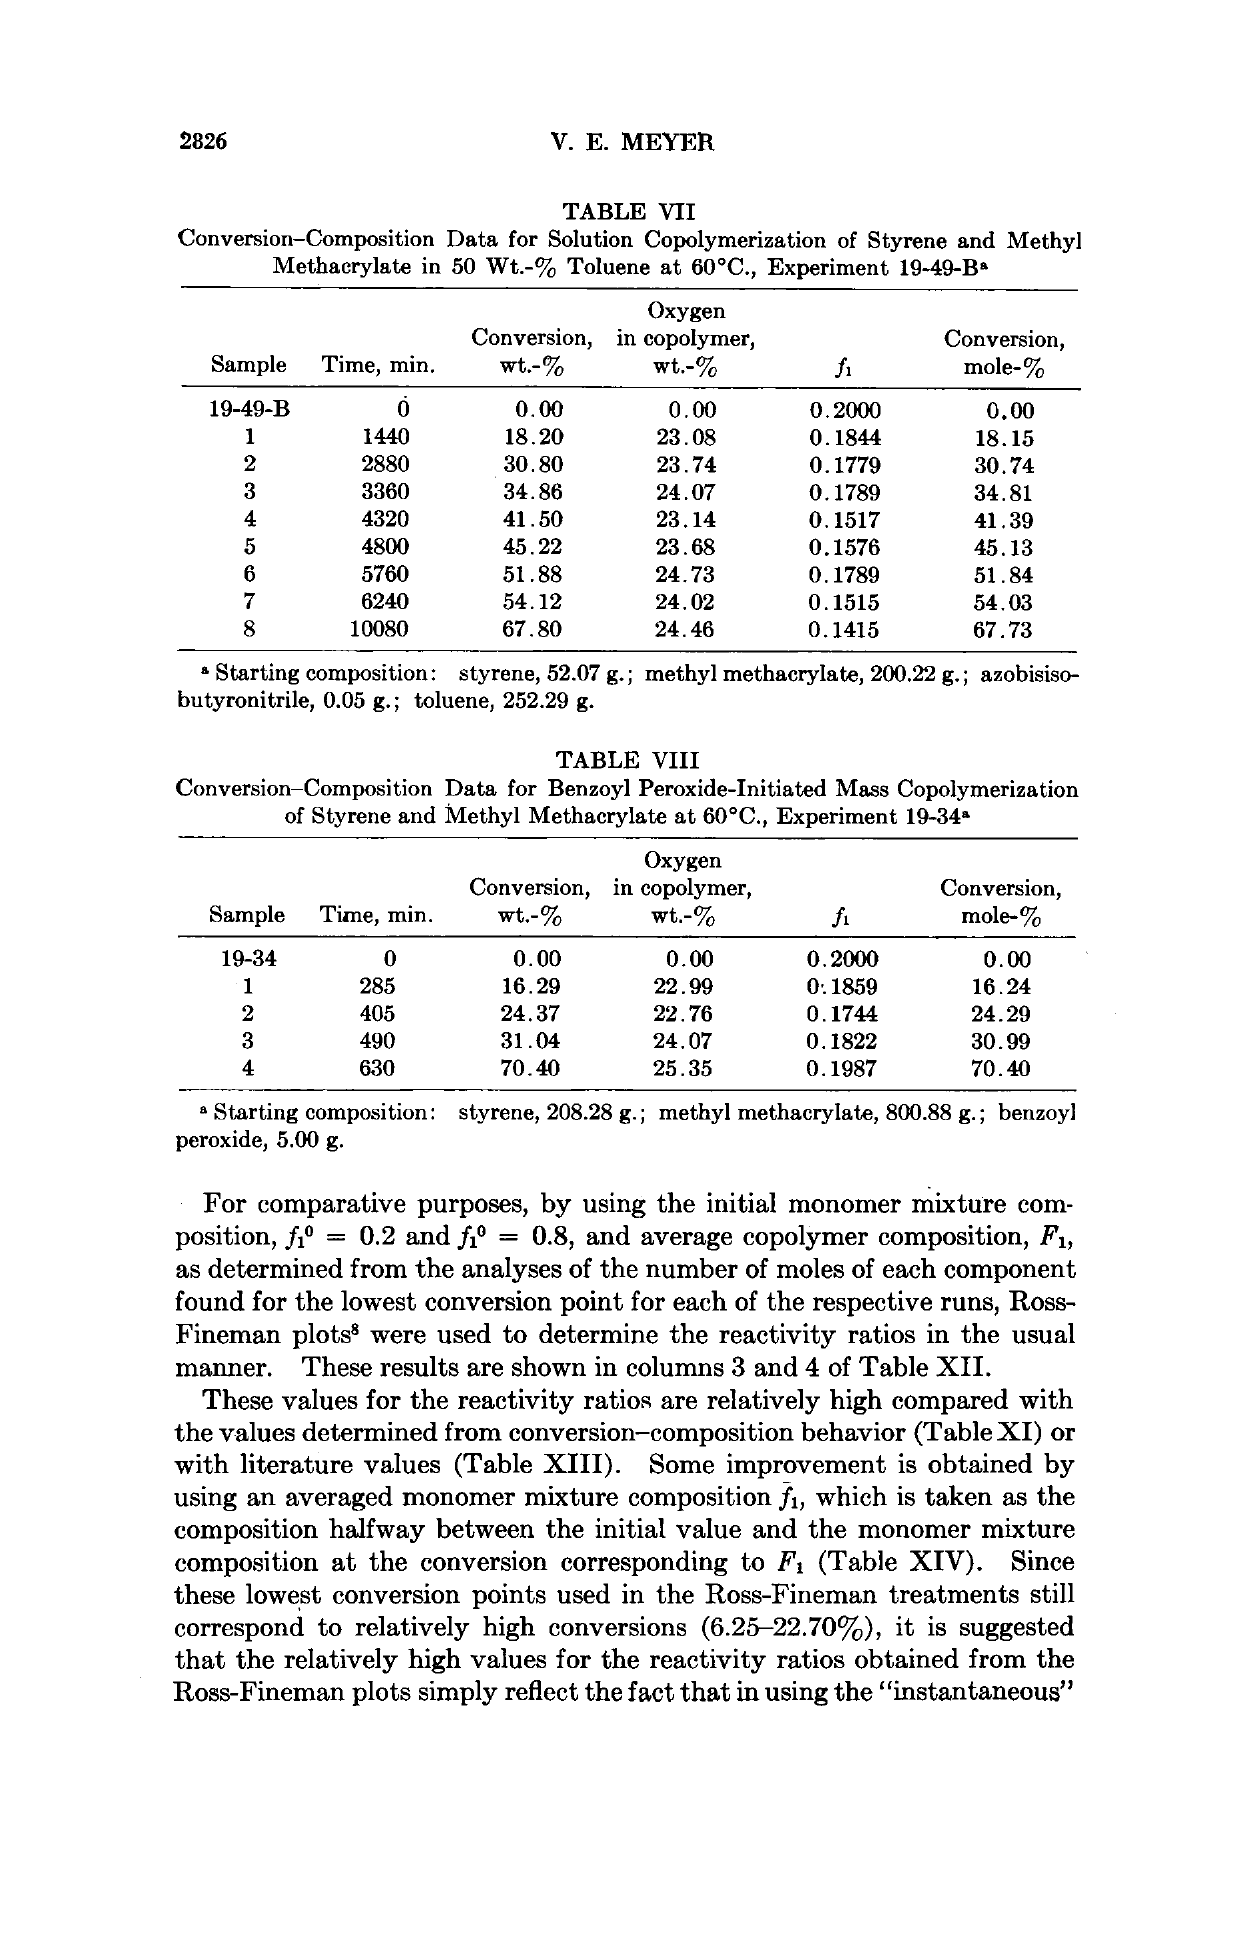 2826 V. E. MEYER
TABLE VII
Conversion–Composition Data for Solution Copolymerization of Styrene and Methyl
Methacrylate in 50 Wt.-% Toluene at 60°C., Experiment 19-49-Bᵃ
Oxygen
Conversion, in copolymer, Conversion,
Sample Time, min. wt.-% wt.-% f₁ mole-%
19-49-B 0 0.00 0.00 0.2000 0.00
1 1440 18.20 23.08 0.1844 18.15
2 2880 30.80 23.74 0.1779 30.74
3 3360 34.86 24.07 0.1789 34.81
4 4320 41.50 23.14 0.1517 41.39
5 4800 45.22 23.68 0.1576 45.13
6 5760 51.88 24.73 0.1789 51.84
7 6240 54.12 24.02 0.1515 54.03
8 10080 67.80 24.46 0.1415 67.73
ᵃ Starting composition: styrene, 52.07 g.; methyl methacrylate, 200.22 g.; azobisiso-
butyronitrile, 0.05 g.; toluene, 252.29 g.
TABLE VIII
Conversion–Composition Data for Benzoyl Peroxide-Initiated Mass Copolymerization
of Styrene and Methyl Methacrylate at 60°C., Experiment 19-34ᵃ
Oxygen
Conversion, in copolymer, Conversion,
Sample Time, min. wt.-% wt.-% f₁ mole-%
19-34 0 0.00 0.00 0.2000 0.00
1 285 16.29 22.99 0.1859 16.24
2 405 24.37 22.76 0.1744 24.29
3 490 31.04 24.07 0.1822 30.99
4 630 70.40 25.35 0.1987 70.40
ᵃ Starting composition: styrene, 208.28 g.; methyl methacrylate, 800.88 g.; benzoyl
peroxide, 5.00 g.
For comparative purposes, by using the initial monomer mixture com-
position, f₁⁰ = 0.2 and f₁⁰ = 0.8, and average copolymer composition, F₁,
as determined from the analyses of the number of moles of each component
found for the lowest conversion point for each of the respective runs, Ross-
Fineman plots⁸ were used to determine the reactivity ratios in the usual
manner. These results are shown in columns 3 and 4 of Table XII.
These values for the reactivity ratios are relatively high compared with
the values determined from conversion–composition behavior (Table XI) or
with literature values (Table XIII). Some improvement is obtained by
using an averaged monomer mixture composition f̄₁, which is taken as the
composition halfway between the initial value and the monomer mixture
composition at the conversion corresponding to F₁ (Table XIV). Since
these lowest conversion points used in the Ross-Fineman treatments still
correspond to relatively high conversions (6.25–22.70%), it is suggested
that the relatively high values for the reactivity ratios obtained from the
Ross-Fineman plots simply reflect the fact that in using the “instantaneous”